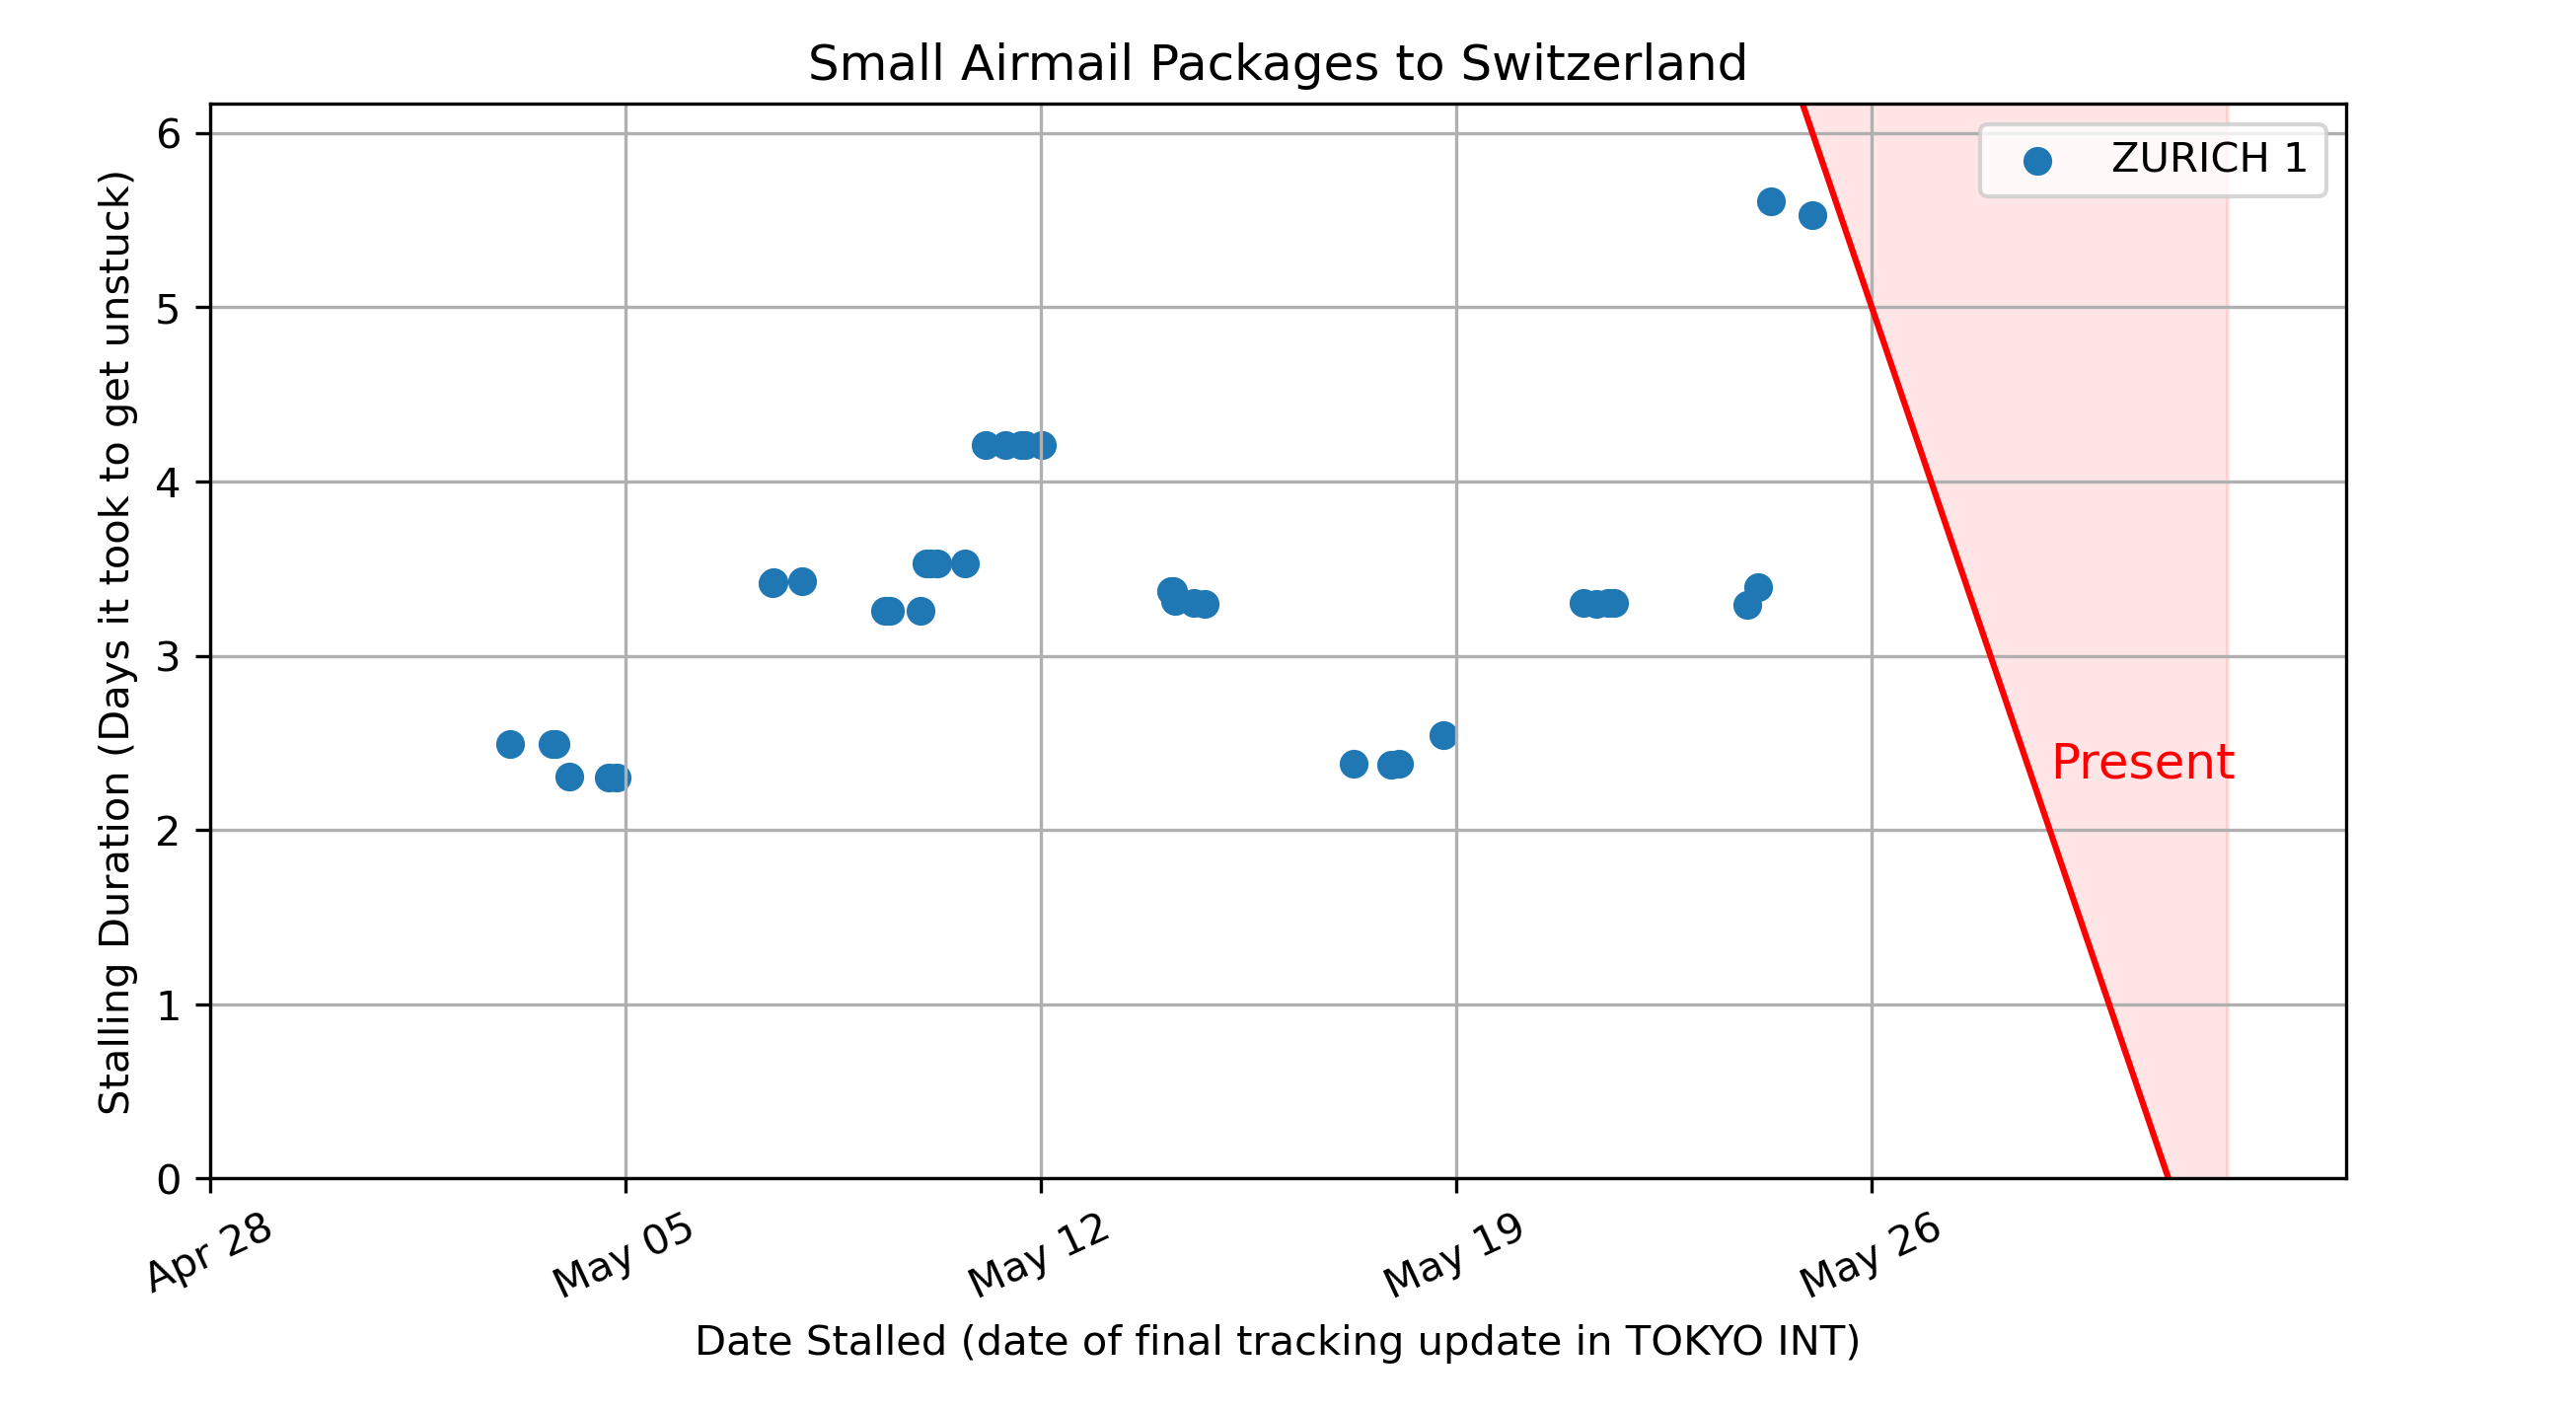 Small Airmail Packages to Switzerland
Stalling Duration (Days it took to get unstuck)
6
5
4
3
2
1
0
ZURICH 1
Present
Apr 28
May 05
May 12
May 19
May 26
Date Stalled (date of final tracking update in TOKYO INT)